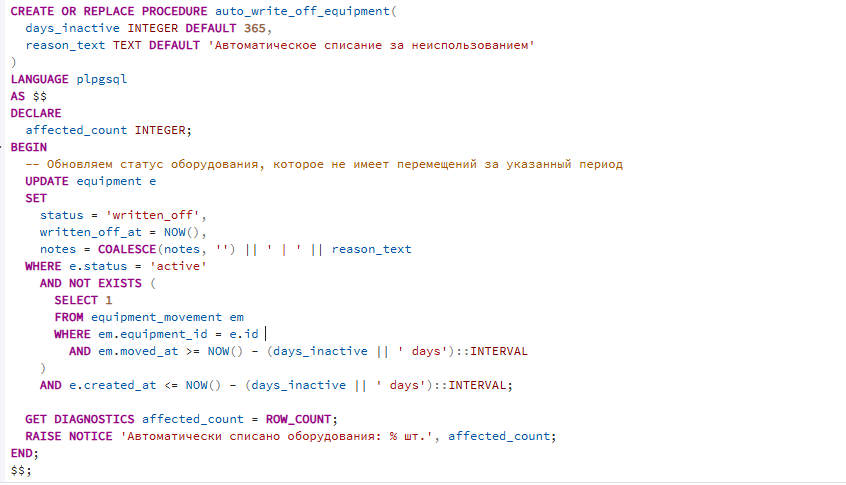 CREATE OR REPLACE PROCEDURE auto_write_off_equipment(
  days_inactive INTEGER DEFAULT 365,
  reason_text TEXT DEFAULT 'Автоматическое списание за неиспользованием'
)
LANGUAGE plpgsql
AS $$
DECLARE
  affected_count INTEGER;
BEGIN
  -- Обновляем статус оборудования, которое не имеет перемещений за указанный период
  UPDATE equipment e
  SET
    status = 'written_off',
    written_off_at = NOW(),
    notes = COALESCE(notes, '') || ' | ' || reason_text
  WHERE e.status = 'active'
    AND NOT EXISTS (
      SELECT 1
      FROM equipment_movement em
      WHERE em.equipment_id = e.id
        AND em.moved_at >= NOW() - (days_inactive || ' days')::INTERVAL
    )
    AND e.created_at <= NOW() - (days_inactive || ' days')::INTERVAL;

  GET DIAGNOSTICS affected_count = ROW_COUNT;
  RAISE NOTICE 'Автоматически списано оборудования: % шт.', affected_count;
END;
$$;